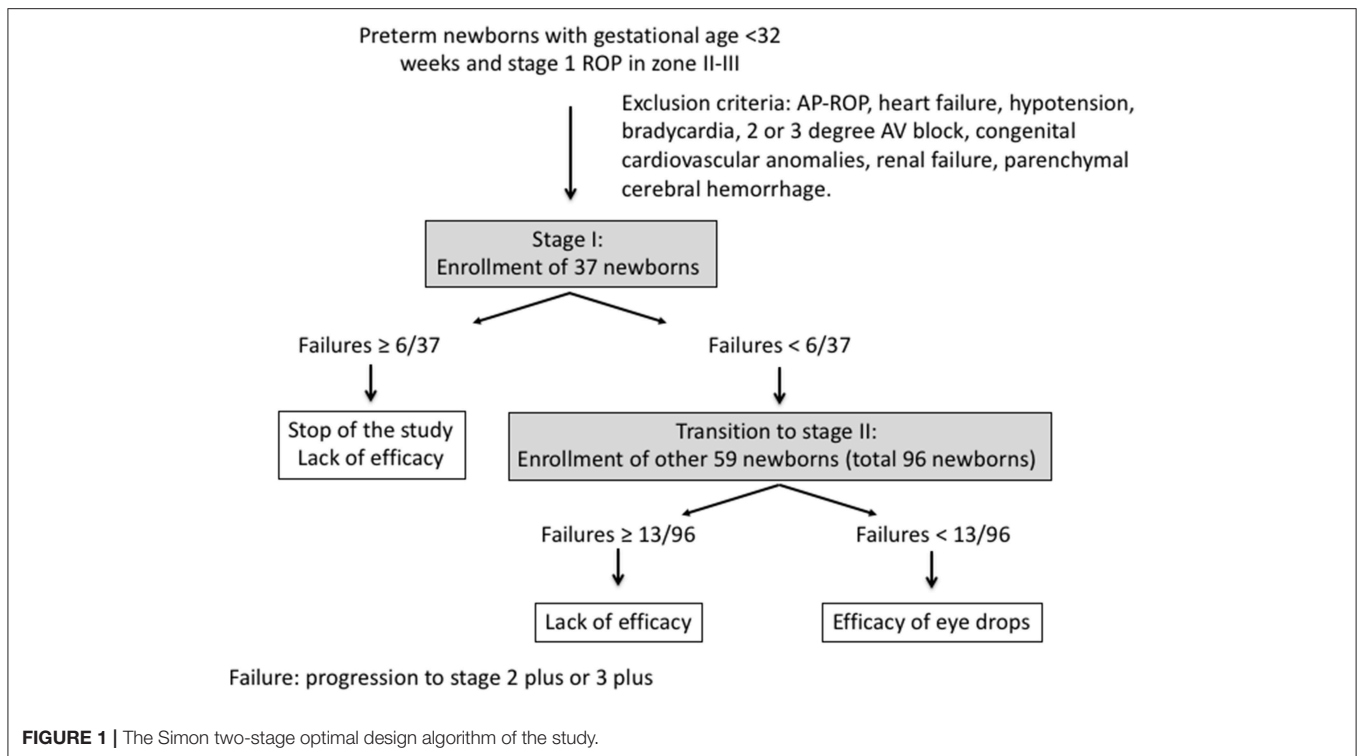 Preterm newborns with gestational age <32
weeks and stage 1 ROP in zone II-III
Exclusion criteria: AP-ROP, heart failure, hypotension,
bradycardia, 2 or 3 degree AV block, congenital
cardiovascular anomalies, renal failure, parenchymal
cerebral hemorrhage.
Stage I:
Enrollment of 37 newborns
Failures ≥ 6/37
Failures < 6/37
Stop of the study
Lack of efficacy
Transition to stage II:
Enrollment of other 59 newborns (total 96 newborns)
Failures ≥ 13/96
Failures < 13/96
Lack of efficacy
Efficacy of eye drops
Failure: progression to stage 2 plus or 3 plus
FIGURE 1 | The Simon two-stage optimal design algorithm of the study.